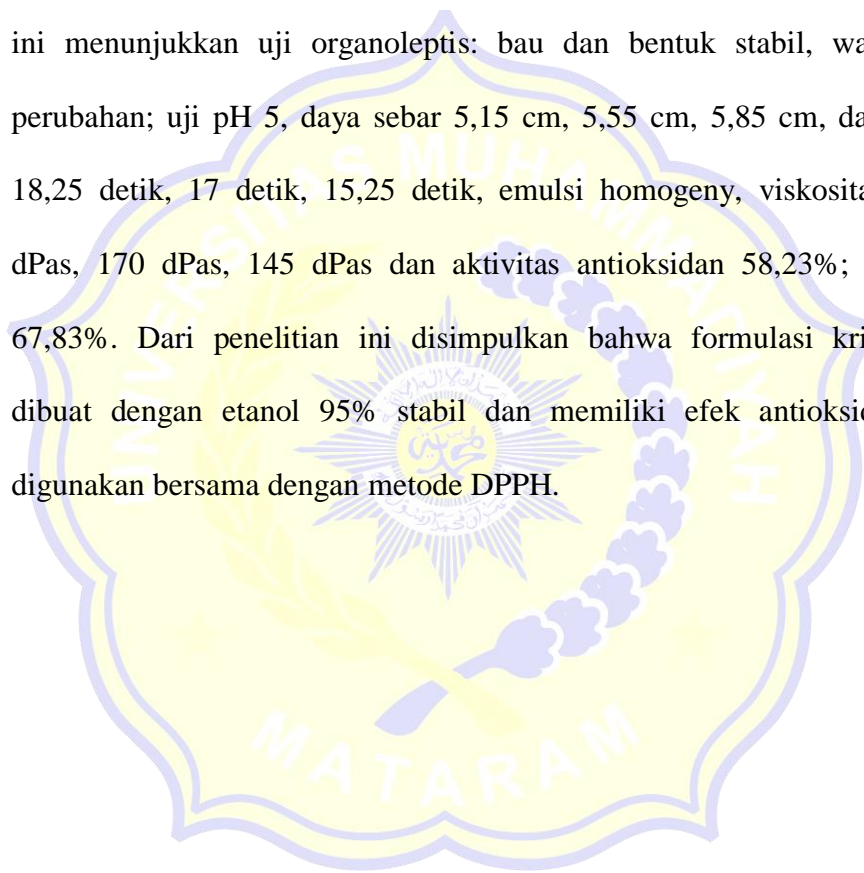 ini menunjukkan uji organoleptis: bau dan bentuk stabil,
perubahan; uji pH 5, daya sebar 5,15 cm, 5,55 cm, 5,85 cm,
18,25 detik, 17 detik, 15,25 detik, emulsi homogeny,
dPas, 170 dPas, 145 dPas dan aktivitas antioksidan 58,23%;
67,83%. Dari penelitian ini disimpulkan bahwa formulasi
dibuat dengan etanol 95% stabil dan memiliki efek
digunakan bersama dengan metode DPPH.
UNIVERSITAS MUHAMMADIYAH
MATARAM